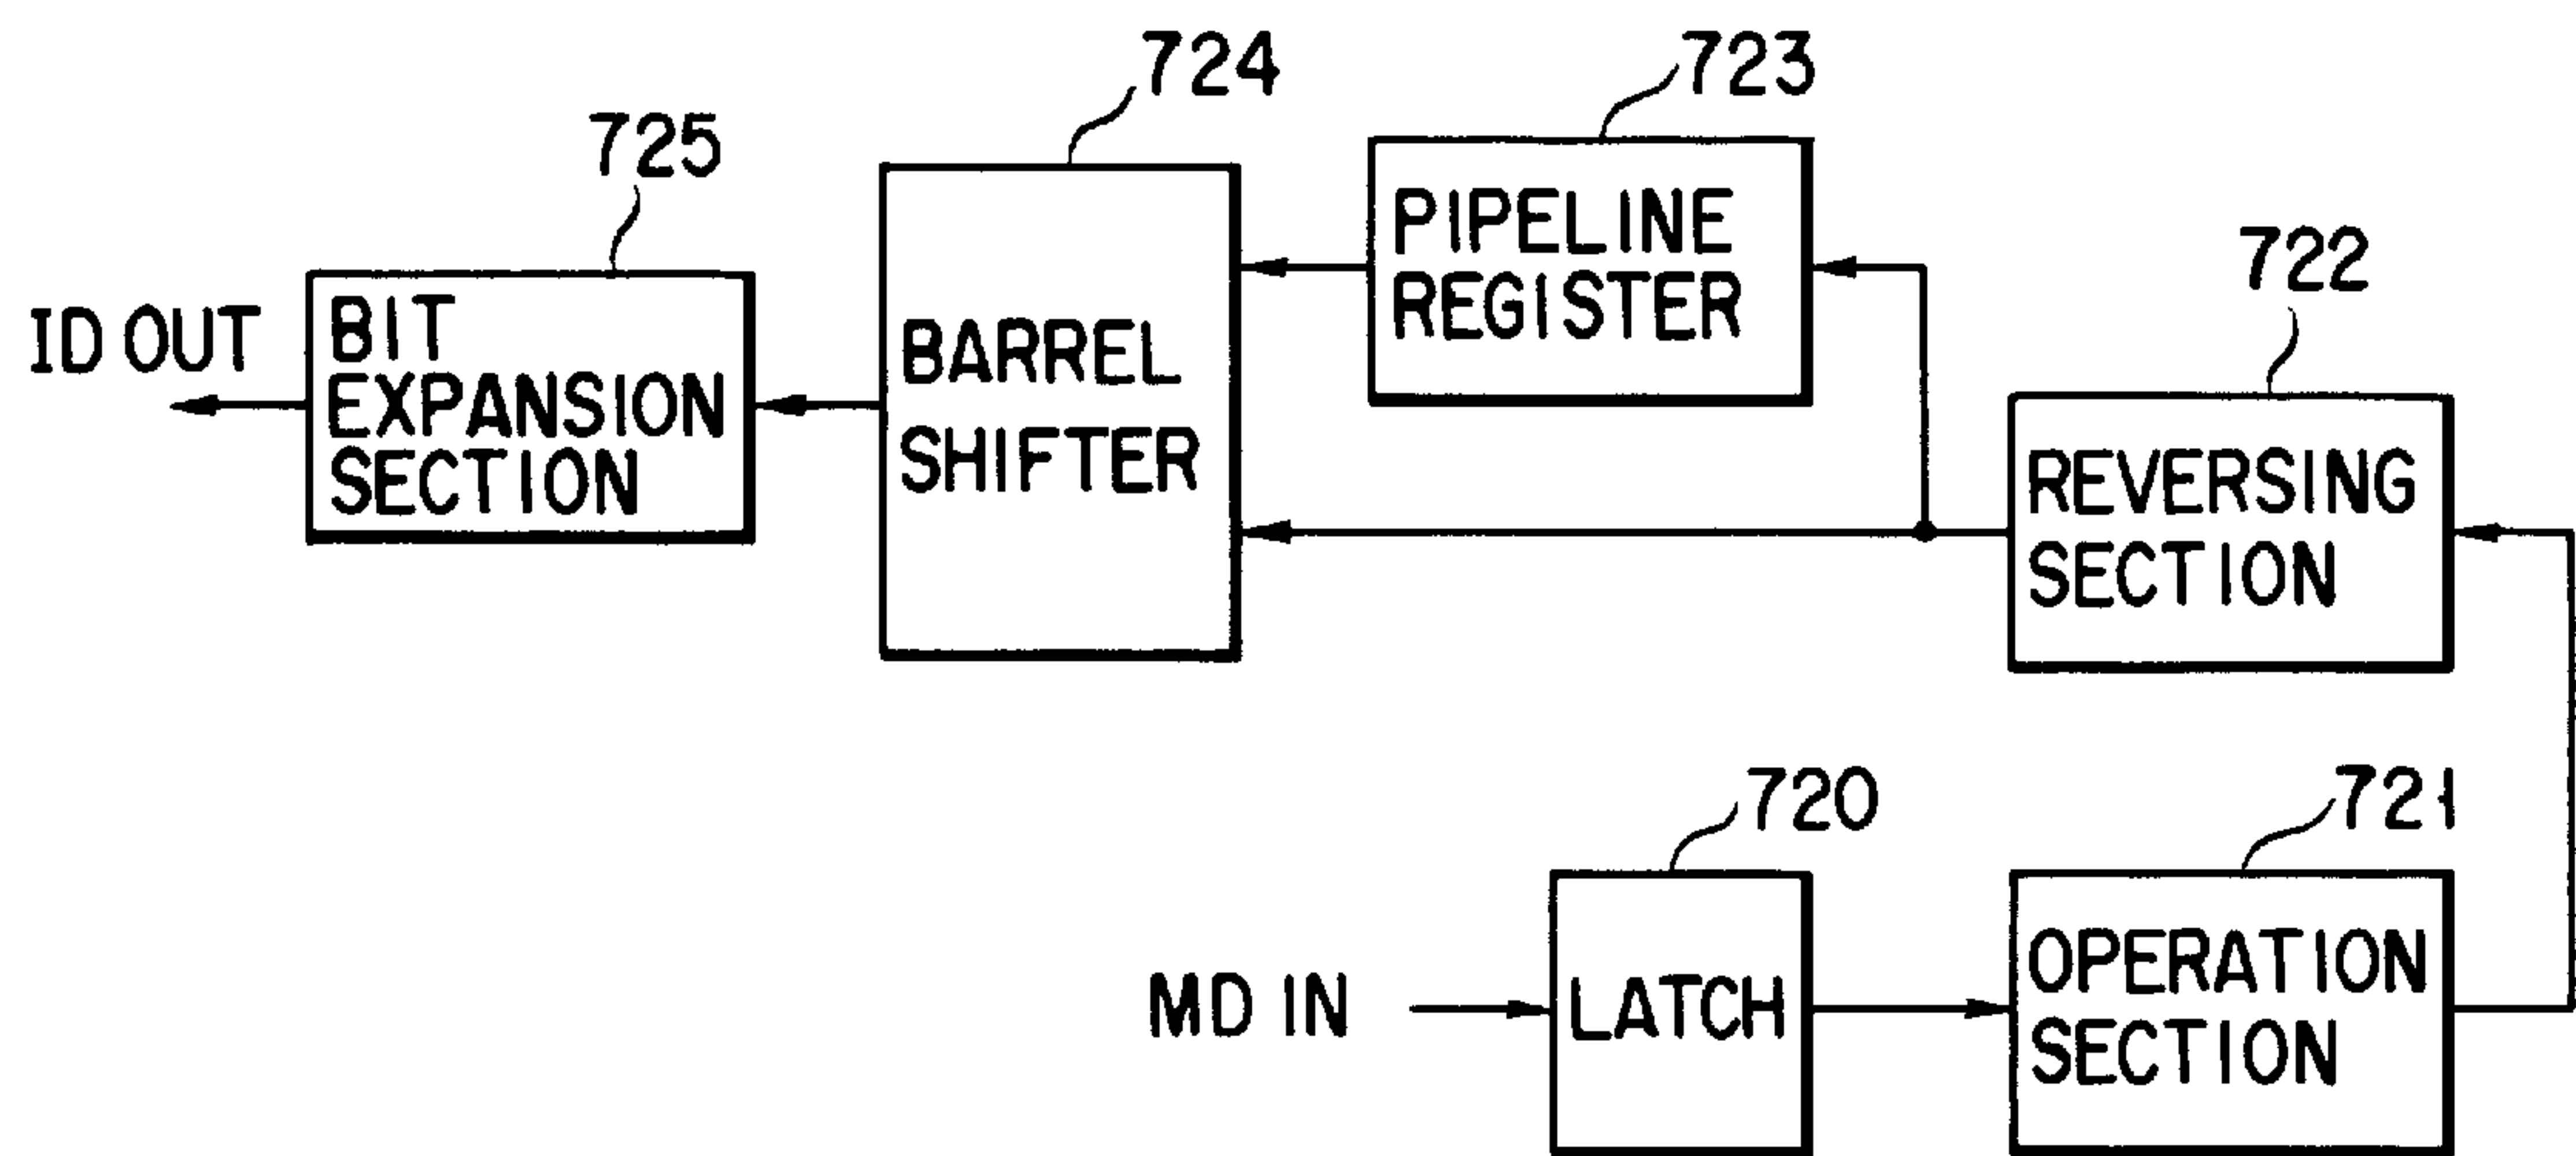 724
723
725
PIPELINE
REGISTER
722
ID OUT
BIT
EXPANSION
SECTION
BARREL
SHIFTER
REVERSING
SECTION
720
721
MD IN
LATCH
OPERATION
SECTION